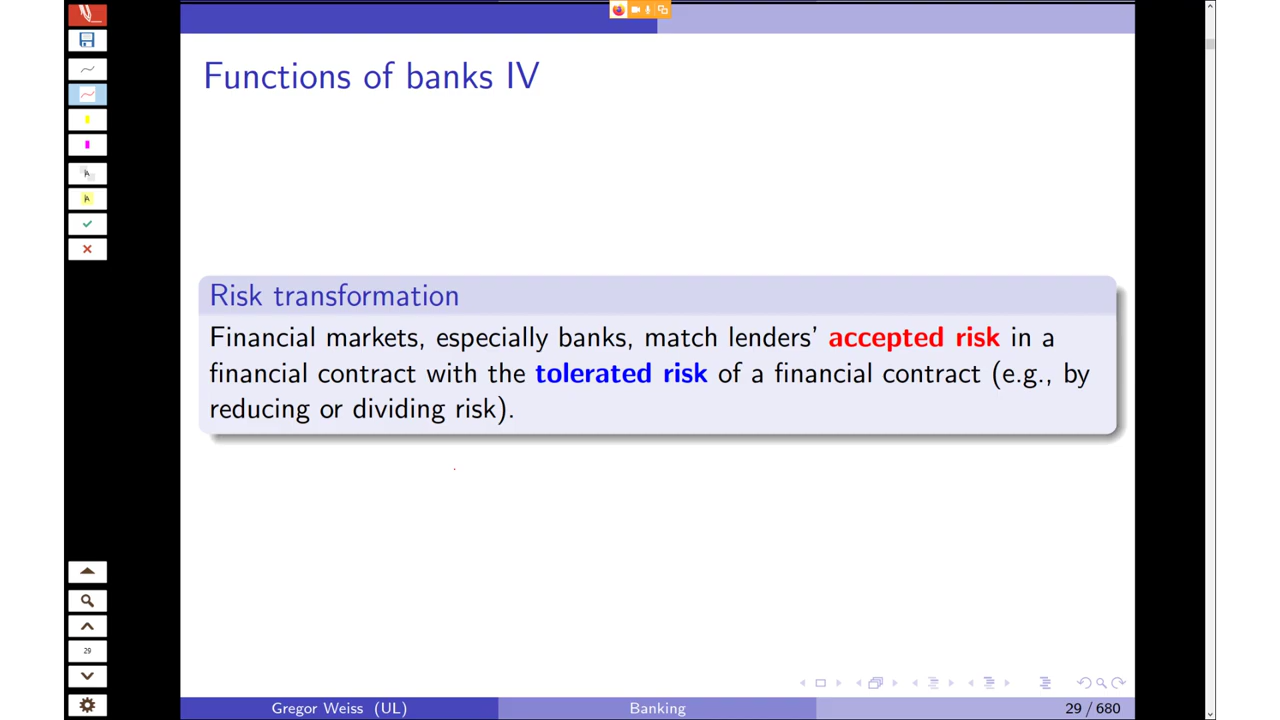 Functions of banks IV
Risk transformation
Financial markets, especially banks, match lenders' accepted risk in a
financial contract with the tolerated risk of a financial contract (e.g., by
reducing or dividing risk).
29
Gregor Weiss (UL)
Banking
29 / 680